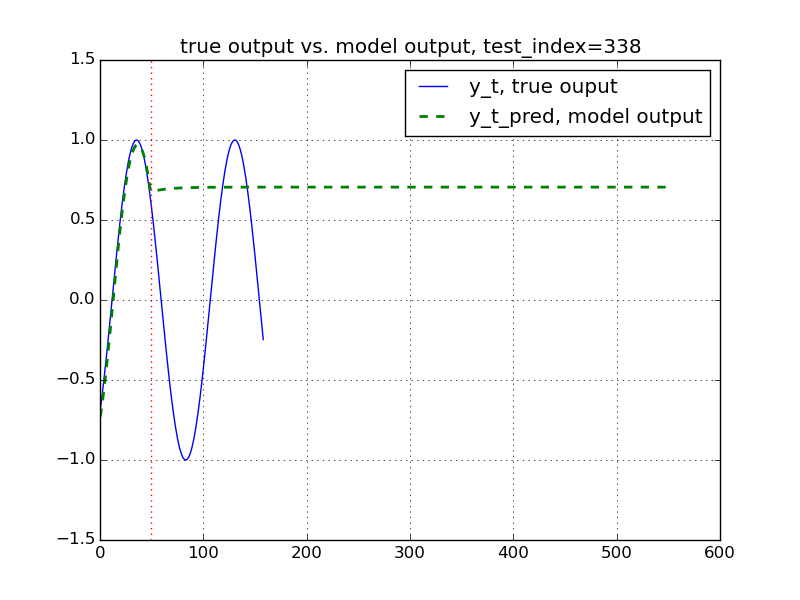 true output vs. model output, test_index=338
y_t, true ouput
y_t_pred, model output
1.5
1.0
0.5
0.0
−0.5
−1.0
−1.5
0 100 200 300 400 500 600